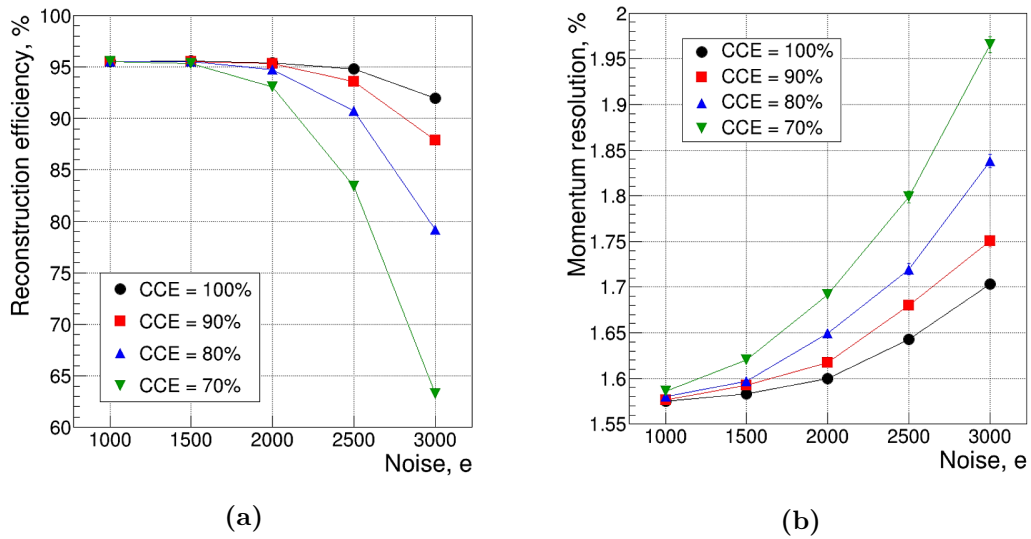 Reconstruction efficiency, %
100
95
90
85
80
75
70
65
60
CCE = 100%
CCE = 90%
CCE = 80%
CCE = 70%
1000 1500 2000 2500 3000
Noise, e
(a)
Momentum resolution, %
2
1.95
1.9
1.85
1.8
1.75
1.7
1.65
1.6
1.55
CCE = 100%
CCE = 90%
CCE = 80%
CCE = 70%
1000 1500 2000 2500 3000
Noise, e
(b)